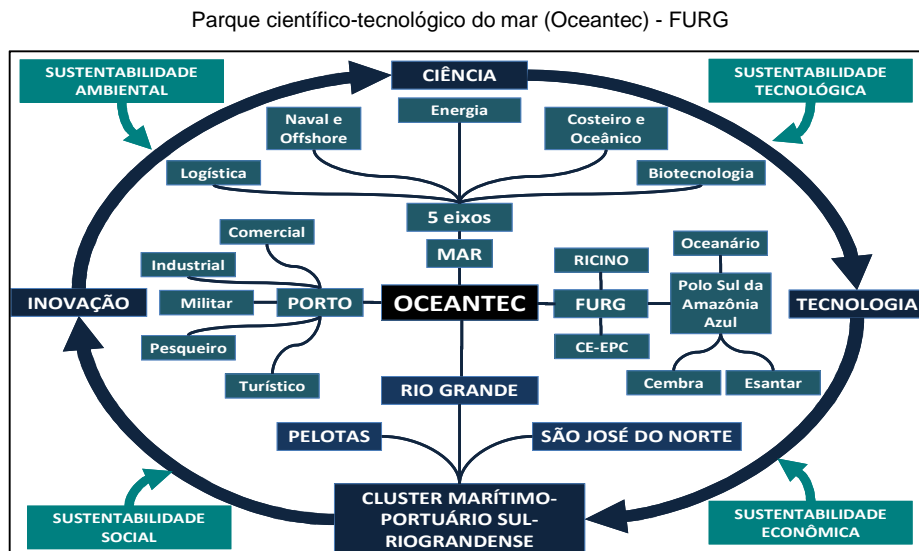 Parque científico-tecnológico do mar (Oceantec) - FURG
SUSTENTABILIDADE
AMBIENTAL
CIÊNCIA
SUSTENTABILIDADE
TECNOLÓGICA
Energia
Naval e
Offshore
Costeiro e
Oceânico
Logística
Biotecnologia
5 eixos
MAR
Comercial
Industrial
Militar
Pesqueiro
Turístico
INOVAÇÃO
PORTO
OCEANTEC
RICINO
FURG
CE-EPC
Oceanário
Polo Sul da
Amazônia
Azul
Cembra
Esantar
TECNOLOGIA
RIO GRANDE
PELOTAS
SÃO JOSÉ DO NORTE
CLUSTER MARÍTIMO-
PORTUÁRIO SUL-
RIOGRANDENSE
SUSTENTABILIDADE
SOCIAL
SUSTENTABILIDADE
ECONÔMICA